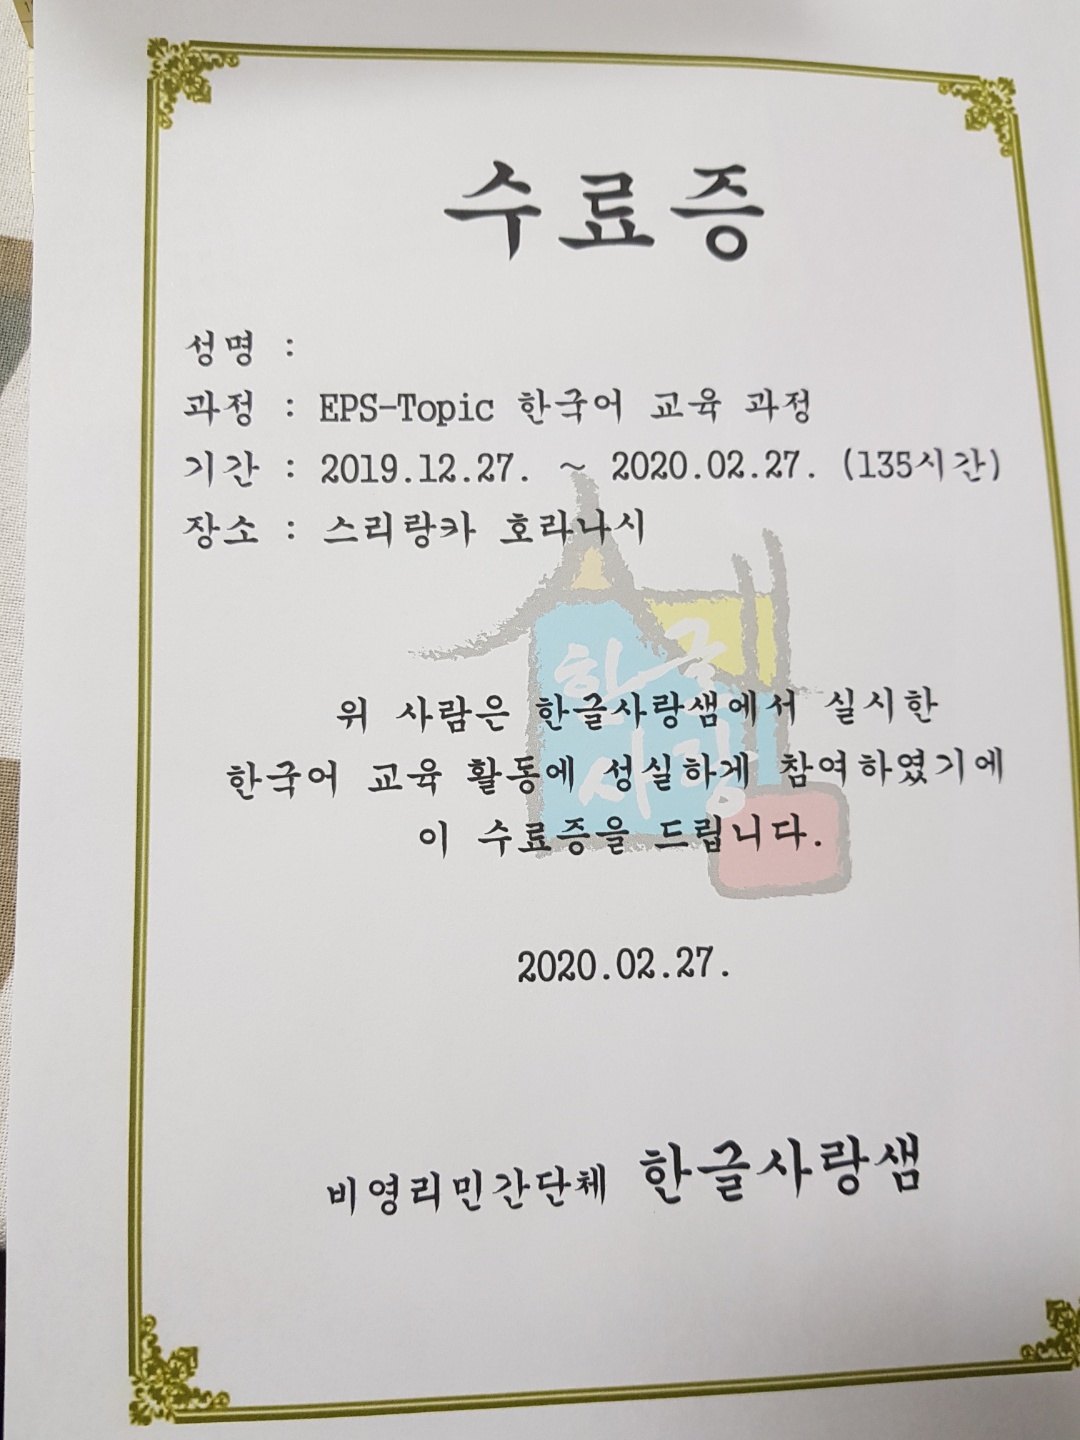 수료증
성명 :
과정 : EPS-Topic 한국어 교육 과정
기간 : 2019.12.27. ~ 2020.02.27. (135시간)
장소 : 스리랑카 호라나시
한글
사랑
위 사람은 한글사랑샘에서 실시한
한국어 교육 활동에 성실하게 참여하였기에
이 수료증을 드립니다.
2020.02.27.
비영리민간단체 한글사랑샘